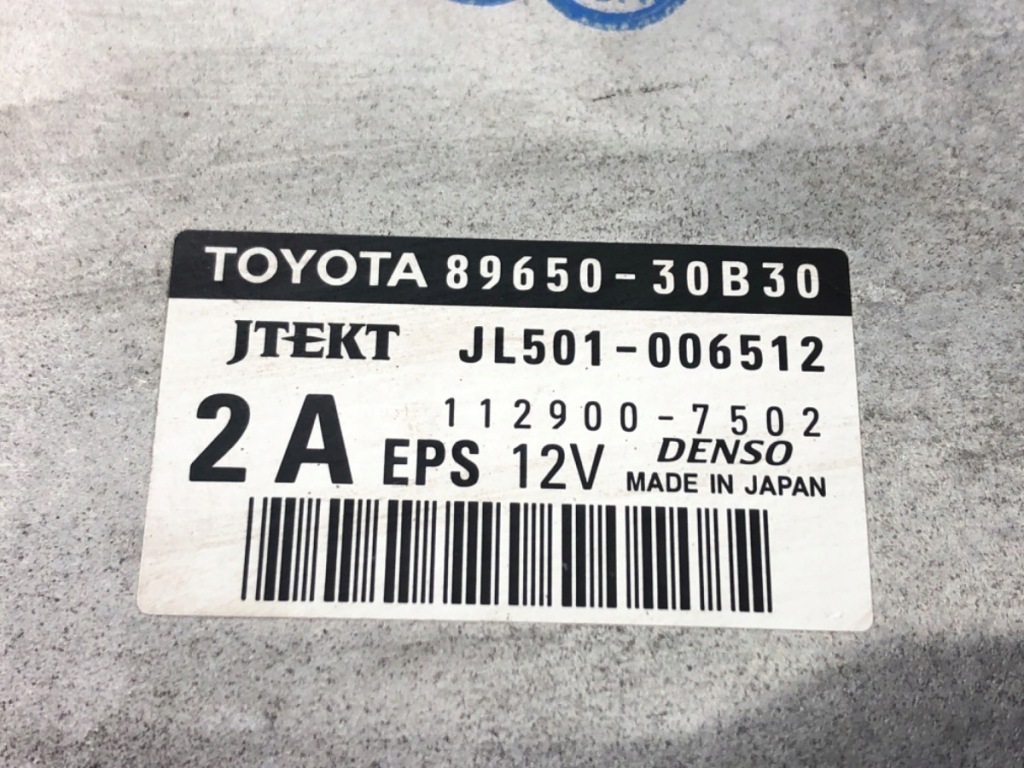 TOYOTA 89650-30B30
JTEKT JL501-006512
2A 112900-7502
EPS 12V DENSO
MADE IN JAPAN